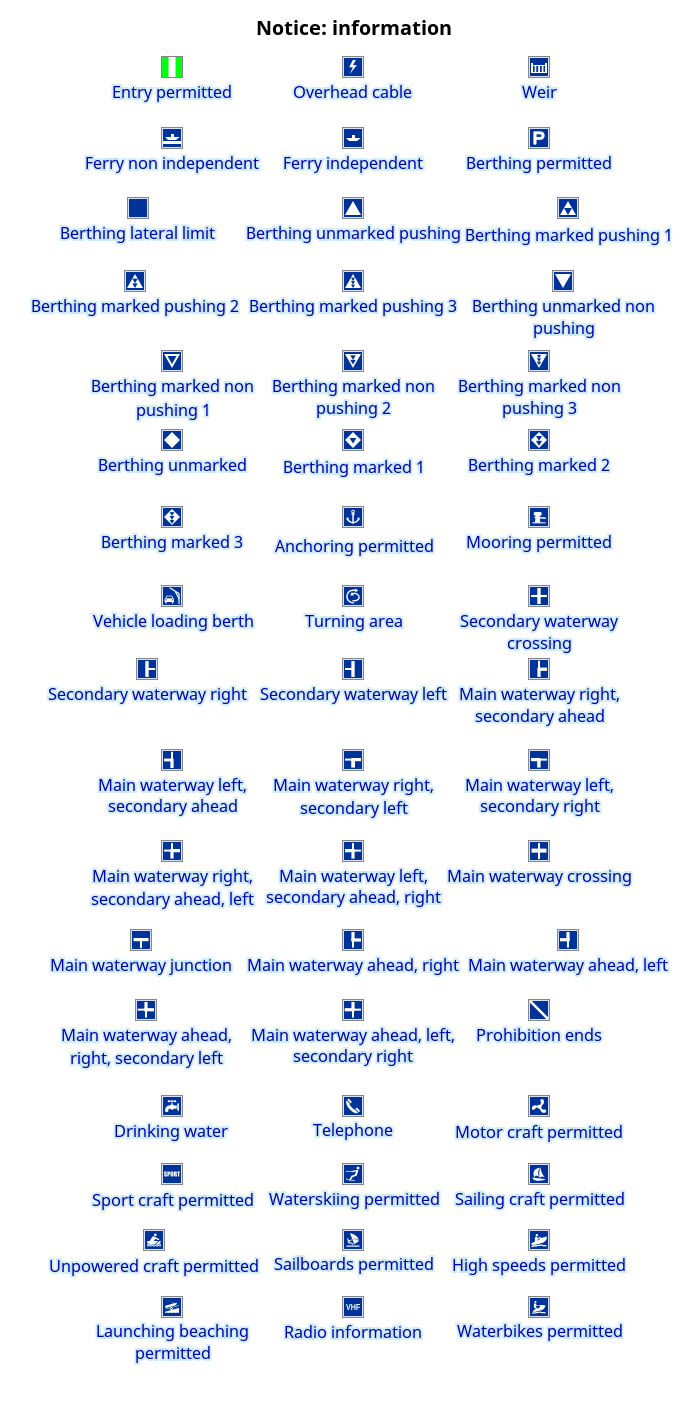 Notice: information
Entry permitted Overhead cable Weir
Ferry non independent Ferry independent Berthing permitted
P
Berthing lateral limit Berthing unmarked pushing Berthing marked pushing 1
Berthing marked pushing 2 Berthing marked pushing 3 Berthing unmarked non
pushing
Berthing marked non Berthing marked non Berthing marked non
pushing 1 pushing 2 pushing 3
Berthing unmarked Berthing marked 1 Berthing marked 2
Berthing marked 3 Anchoring permitted Mooring permitted
Vehicle loading berth Turning area Secondary waterway
crossing
Secondary waterway right Secondary waterway left Main waterway right,
secondary ahead
Main waterway left, Main waterway right, Main waterway left,
secondary ahead secondary left secondary right
Main waterway right, Main waterway left, Main waterway crossing
secondary ahead, left secondary ahead, right
Main waterway junction Main waterway ahead, right Main waterway ahead, left
Main waterway ahead, Main waterway ahead, left, Prohibition ends
right, secondary left secondary right
Drinking water Telephone Motor craft permitted
SPORT
Sport craft permitted Waterskiing permitted Sailing craft permitted
Unpowered craft permitted Sailboards permitted High speeds permitted
VHF
Launching beaching Radio information Waterbikes permitted
permitted